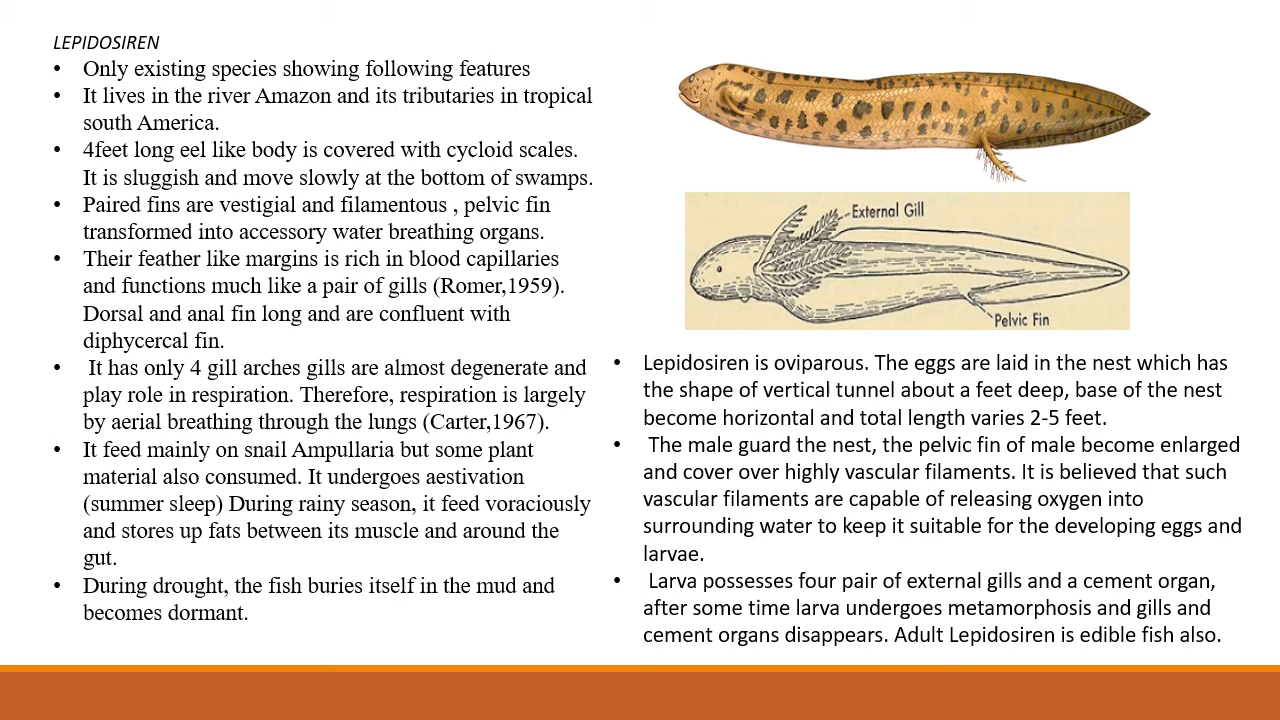 LEPIDOSIREN
• Only existing species showing following features
• It lives in the river Amazon and its tributaries in tropical
south America.
• 4feet long eel like body is covered with cycloid scales.
It is sluggish and move slowly at the bottom of swamps.
• Paired fins are vestigial and filamentous , pelvic fin
transformed into accessory water breathing organs.
• Their feather like margins is rich in blood capillaries
and functions much like a pair of gills (Romer,1959).
Dorsal and anal fin long and are confluent with
diphycercal fin.
• It has only 4 gill arches gills are almost degenerate and
play role in respiration. Therefore, respiration is largely
by aerial breathing through the lungs (Carter,1967).
• It feed mainly on snail Ampullaria but some plant
material also consumed. It undergoes aestivation
(summer sleep) During rainy season, it feed voraciously
and stores up fats between its muscle and around the
gut.
• During drought, the fish buries itself in the mud and
becomes dormant.
External Gill
Pelvic Fin
• Lepidosiren is oviparous. The eggs are laid in the nest which has
the shape of vertical tunnel about a feet deep, base of the nest
become horizontal and total length varies 2-5 feet.
• The male guard the nest, the pelvic fin of male become enlarged
and cover over highly vascular filaments. It is believed that such
vascular filaments are capable of releasing oxygen into
surrounding water to keep it suitable for the developing eggs and
larvae.
• Larva possesses four pair of external gills and a cement organ,
after some time larva undergoes metamorphosis and gills and
cement organs disappears. Adult Lepidosiren is edible fish also.